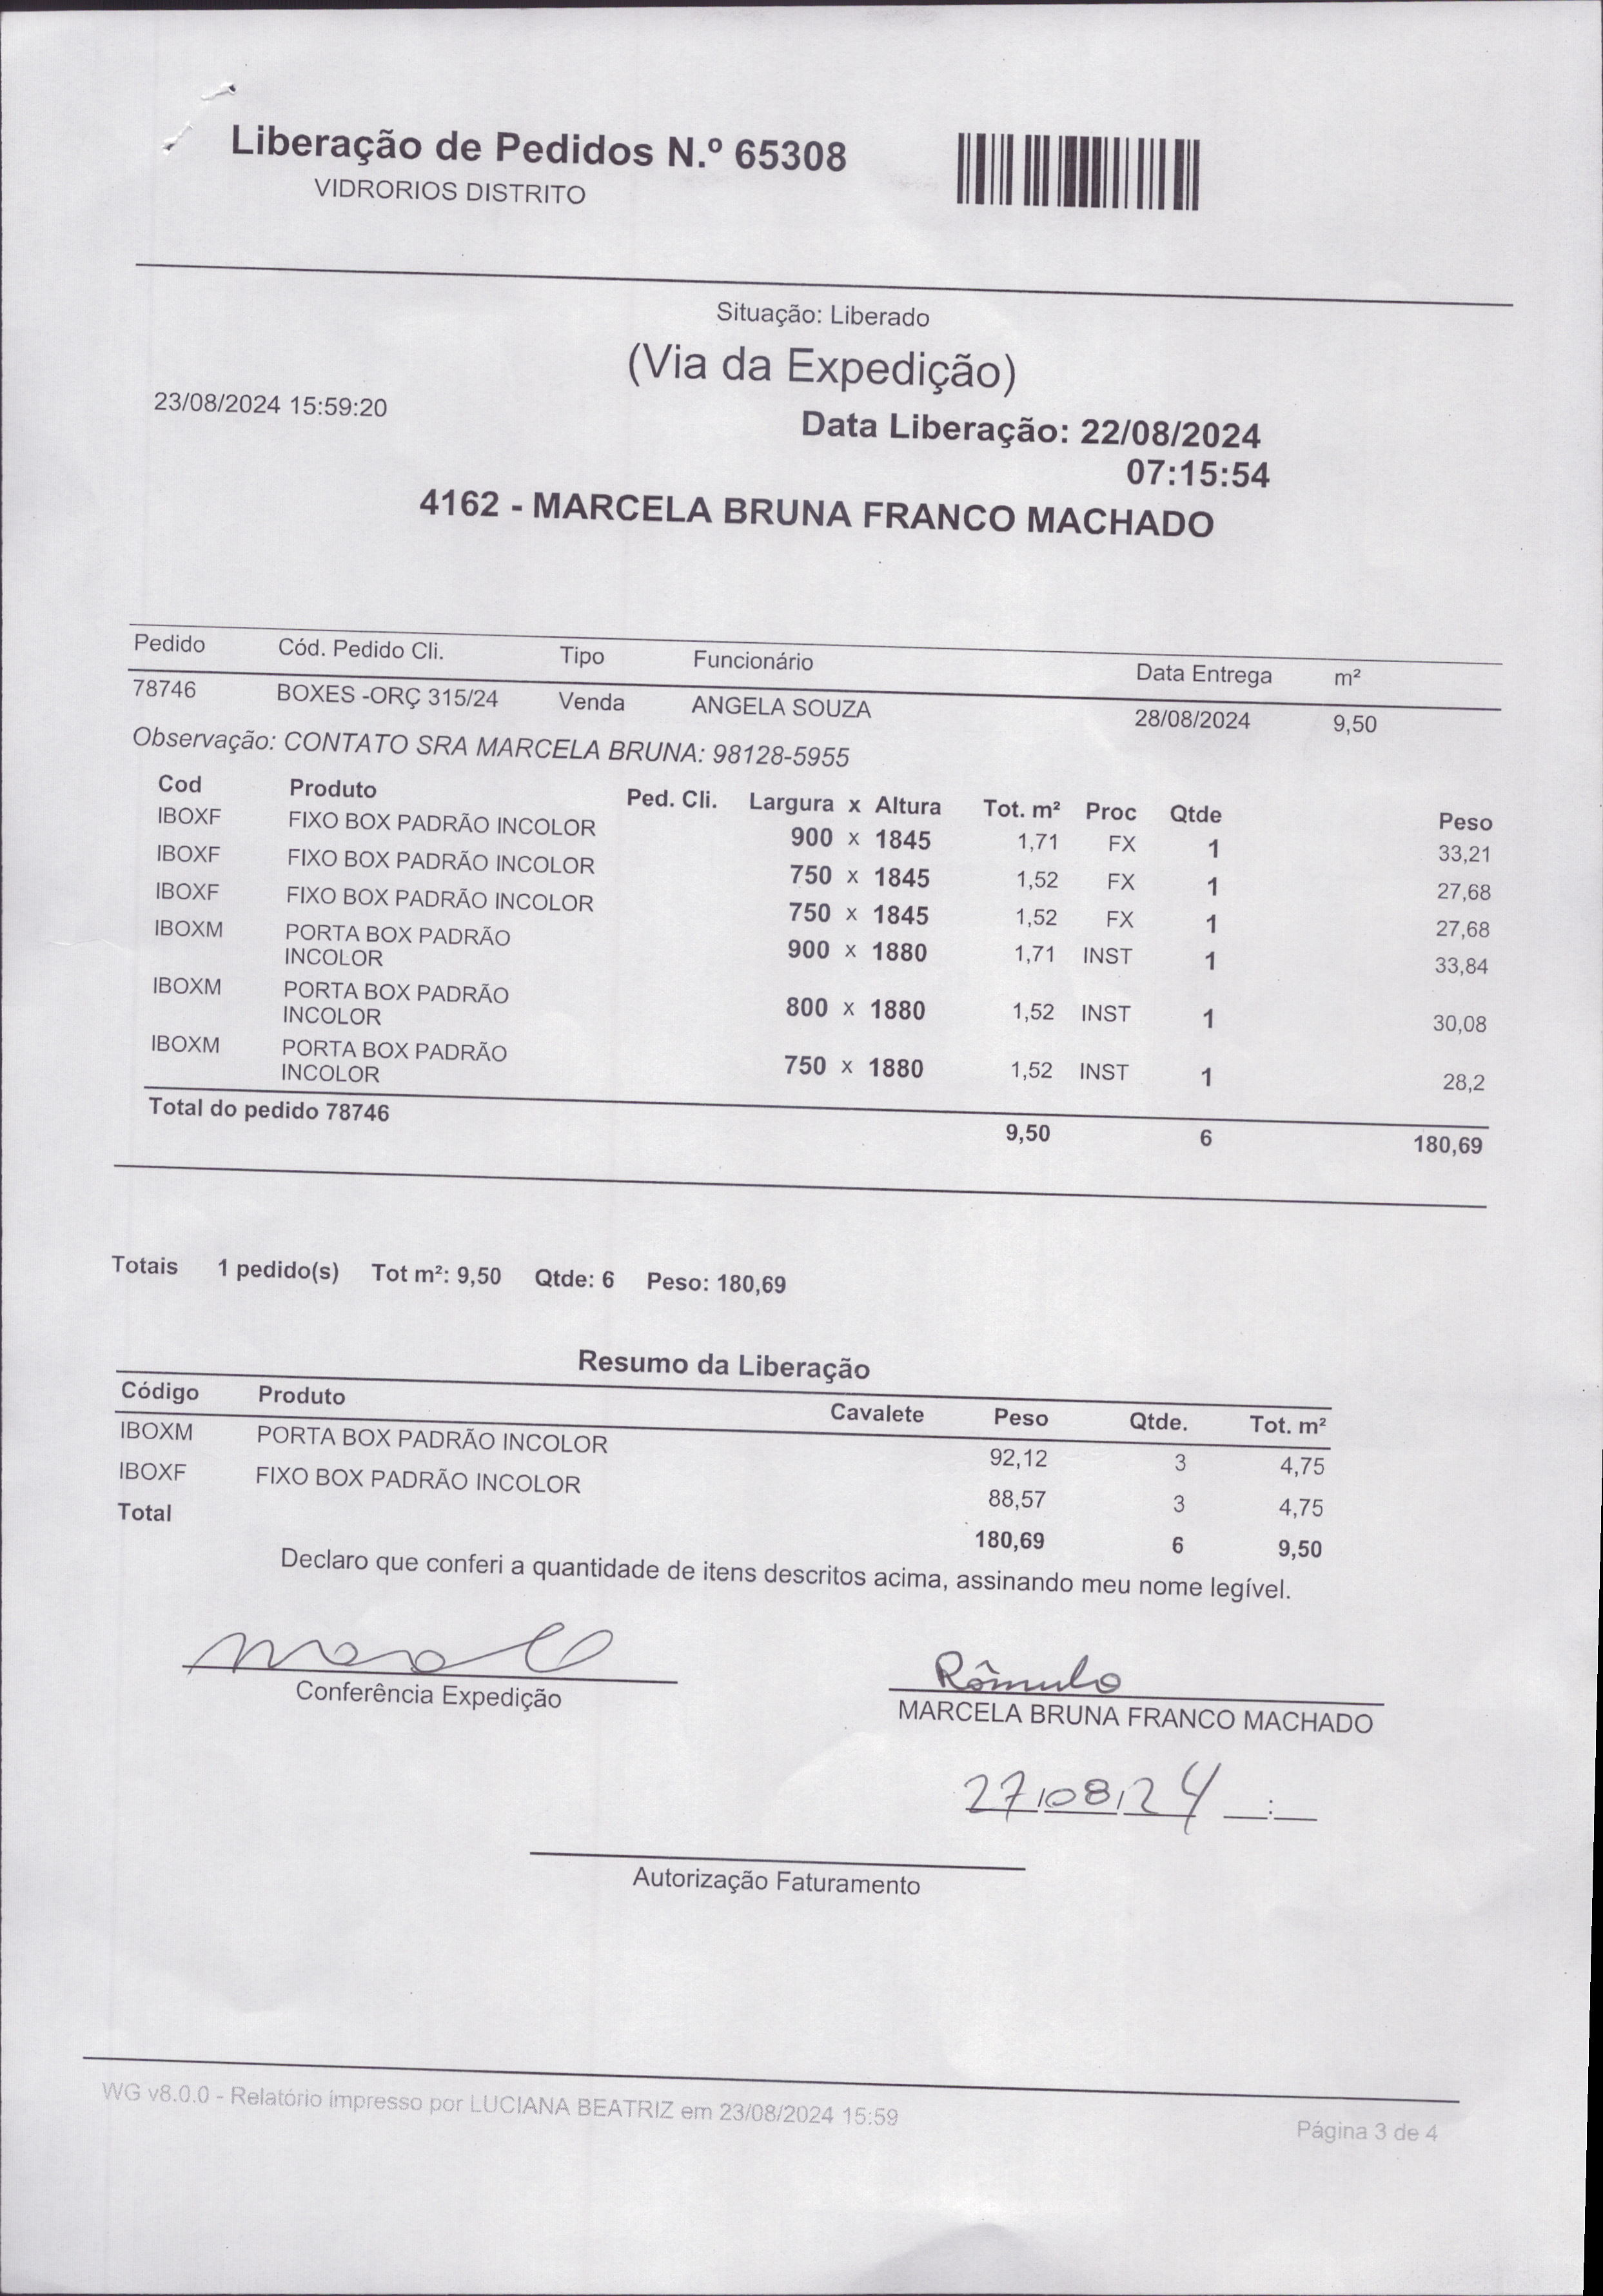 Liberação de Pedidos N.º 65308
VIDRORIOS DISTRITO
Situação: Liberado
(Via da Expedição)
23/08/2024 15:59:20
Data Liberação: 22/08/2024
07:15:54
4162 - MARCELA BRUNA FRANCO MACHADO
Pedido Cód. Pedido Cli. Tipo Funcionário Data Entrega m²
78746 BOXES -ORÇ 315/24 Venda ANGELA SOUZA 28/08/2024 9,50
Observação: CONTATO SRA MARCELA BRUNA: 98128-5955
Cod Produto Ped. Cli. Largura x Altura Tot. m² Proc Qtde Peso
IBOXF FIXO BOX PADRÃO INCOLOR 900 x 1845 1,71 FX 1 33,21
IBOXF FIXO BOX PADRÃO INCOLOR 750 x 1845 1,52 FX 1 27,68
IBOXF FIXO BOX PADRÃO INCOLOR 750 x 1845 1,52 FX 1 27,68
IBOXM PORTA BOX PADRÃO 900 x 1880 1,71 INST 1 33,84
INCOLOR
IBOXM PORTA BOX PADRÃO 800 x 1880 1,52 INST 1 30,08
INCOLOR
IBOXM PORTA BOX PADRÃO 750 x 1880 1,52 INST 1 28,2
INCOLOR
Total do pedido 78746 9,50 6 180,69
Totais 1 pedido(s) Tot m²: 9,50 Qtde: 6 Peso: 180,69
Resumo da Liberação
Código Produto Cavalete Peso Qtde. Tot. m²
IBOXM PORTA BOX PADRÃO INCOLOR 92,12 3 4,75
IBOXF FIXO BOX PADRÃO INCOLOR 88,57 3 4,75
Total 180,69 6 9,50
Declaro que conferi a quantidade de itens descritos acima, assinando meu nome legível.
Rômulo
Conferência Expedição MARCELA BRUNA FRANCO MACHADO
27/08/24 __:__
Autorização Faturamento
WG v8.0.0 - Relatório impresso por LUCIANA BEATRIZ em 23/08/2024 15:59
Página 3 de 4